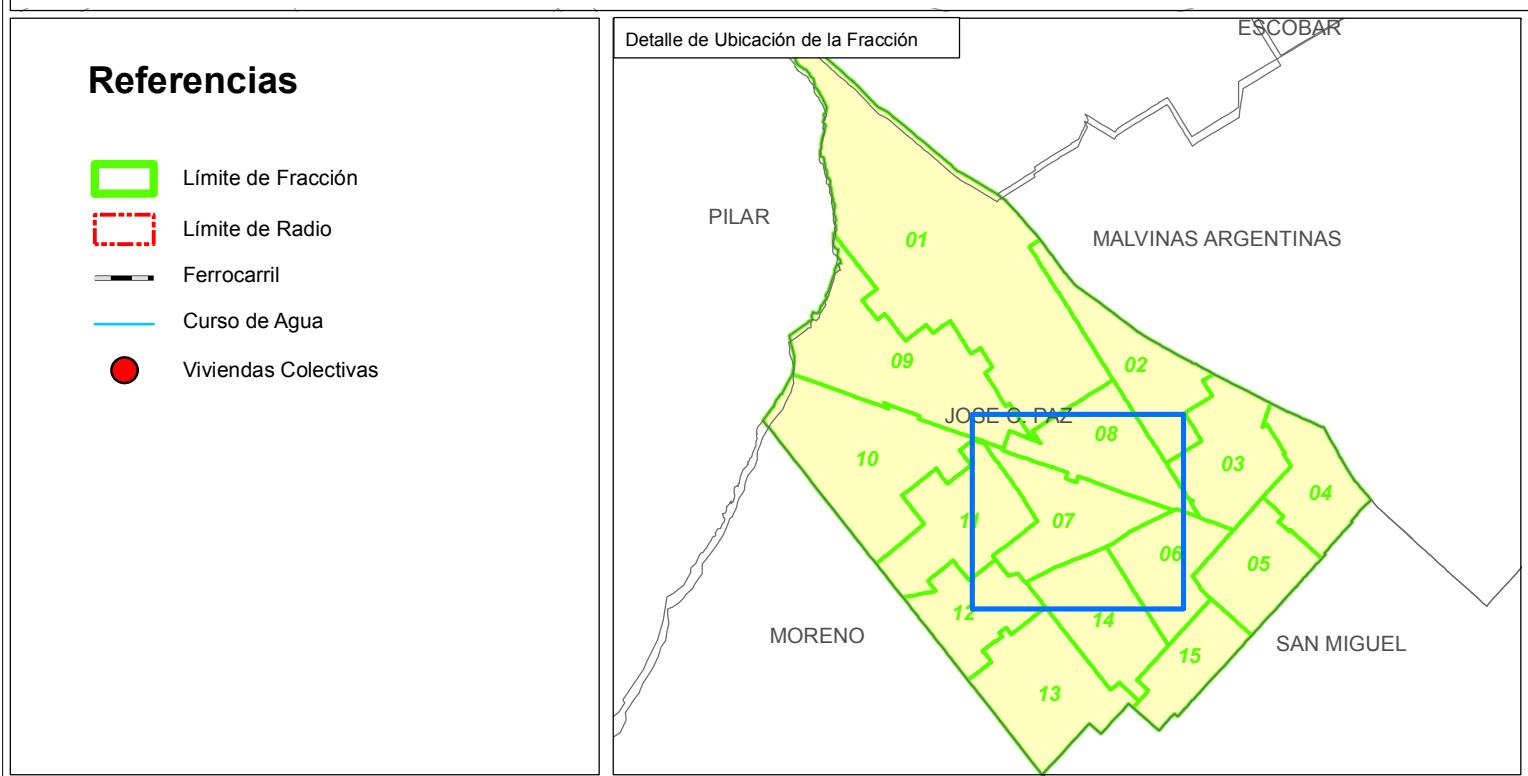 Referencias
Límite de Fracción
Límite de Radio
Ferrocarril
Curso de Agua
Viviendas Colectivas
Detalle de Ubicación de la Fracción
ESCOBAR
PILAR
MALVINAS ARGENTINAS
01
02
09
JOSE C. PAZ
08
10
03
04
11
07
06
05
12
14
MORENO
SAN MIGUEL
15
13